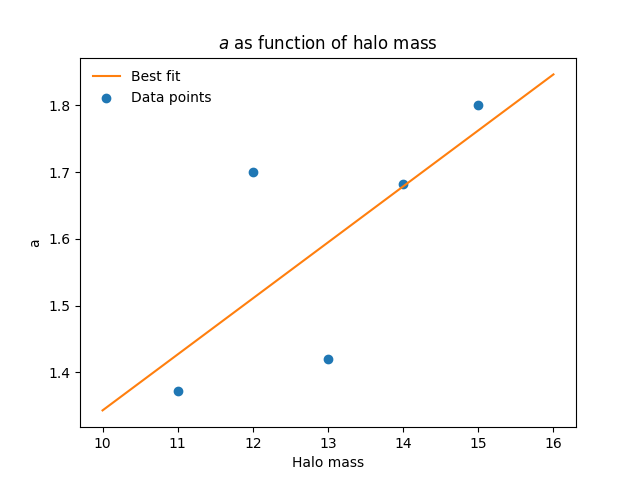 a as function of halo mass
Best fit
Data points
1.8
1.7
1.6
1.5
1.4
a
10 11 12 13 14 15 16
Halo mass